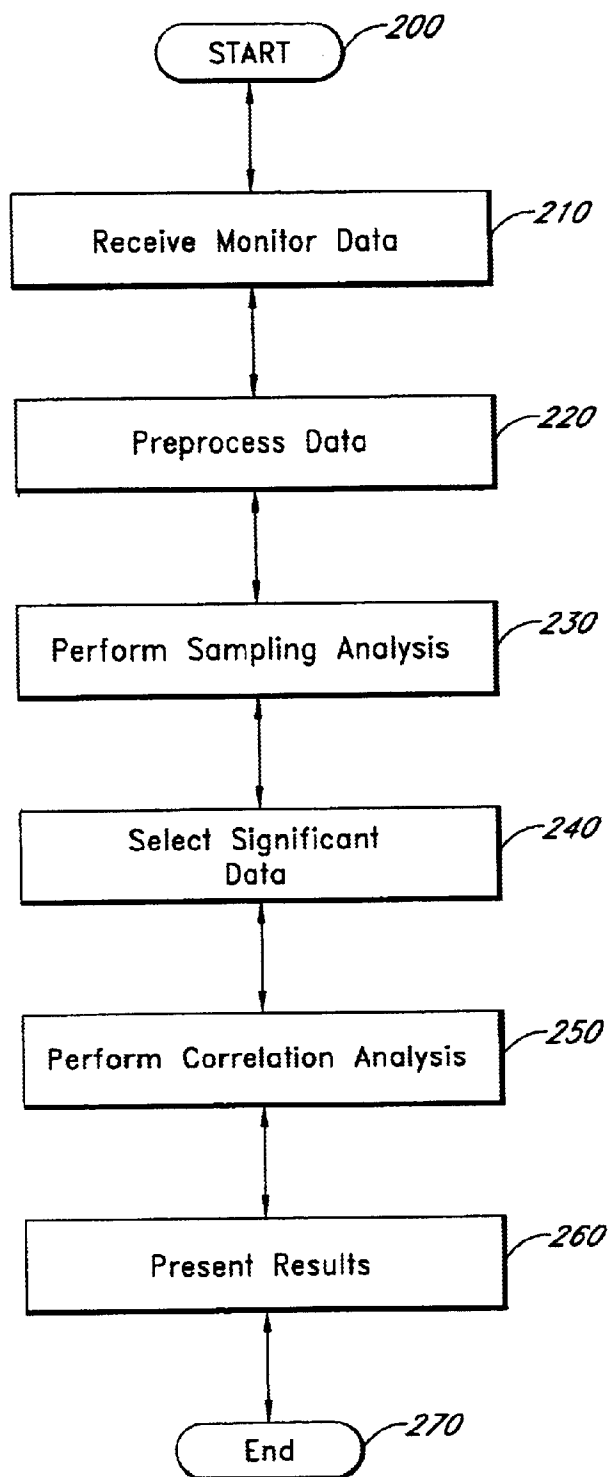 START
200
Receive Monitor Data
210
Preprocess Data
220
Perform Sampling Analysis
230
Select Significant
Data
240
Perform Correlation Analysis
250
Present Results
260
End
270